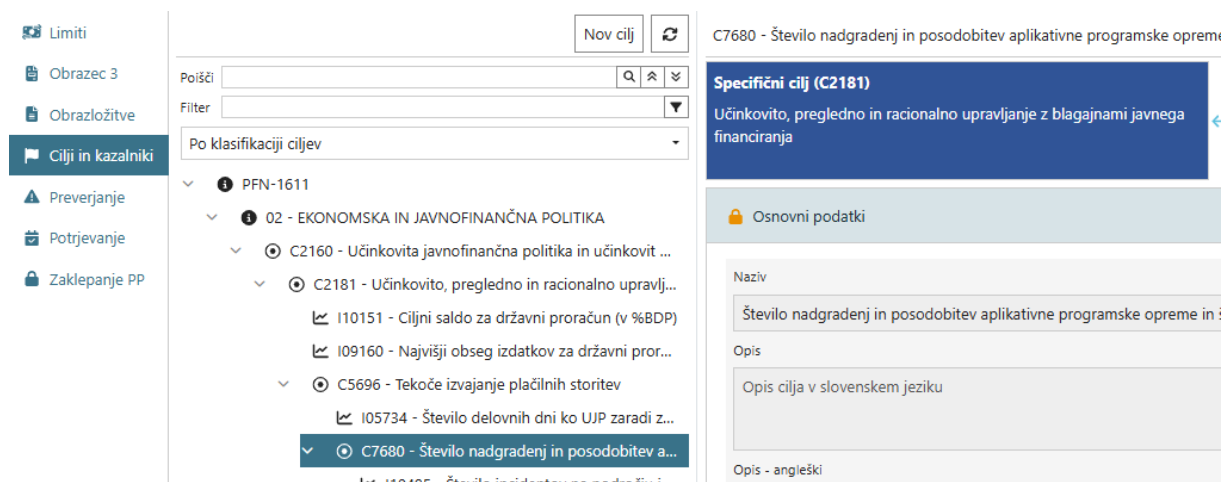 Limiti
Obrazec 3
Obrazložitve
Cilji in kazalniki
Preverjanje
Potrjevanje
Zaklepanje PP
Nov cilj
Poišči
Filter
Po klasifikaciji ciljev
PFN-1611
02 - EKONOMSKA IN JAVNOFINANČNA POLITIKA
C2160 - Učinkovita javnofinančna politika in učinkovit ...
C2181 - Učinkovito, pregledno in racionalno upravlj...
I10151 - Ciljni saldo za državni proračun (v %BDP)
I09160 - Najvišji obseg izdatkov za državni pror...
C5696 - Tekoče izvajanje plačilnih storitev
I05734 - Število delovnih dni ko UJP zaradi z...
C7680 - Število nadgradenj in posodobitev a...
C7680 - Število nadgradenj in posodobitev aplikativne programske opreme
Specifični cilj (C2181)
Učinkovito, pregledno in racionalno upravljanje z blagajnami javnega
financiranja
Osnovni podatki
Naziv
Število nadgradenj in posodobitev aplikativne programske opreme in
Opis
Opis cilja v slovenskem jeziku
Opis - angleški